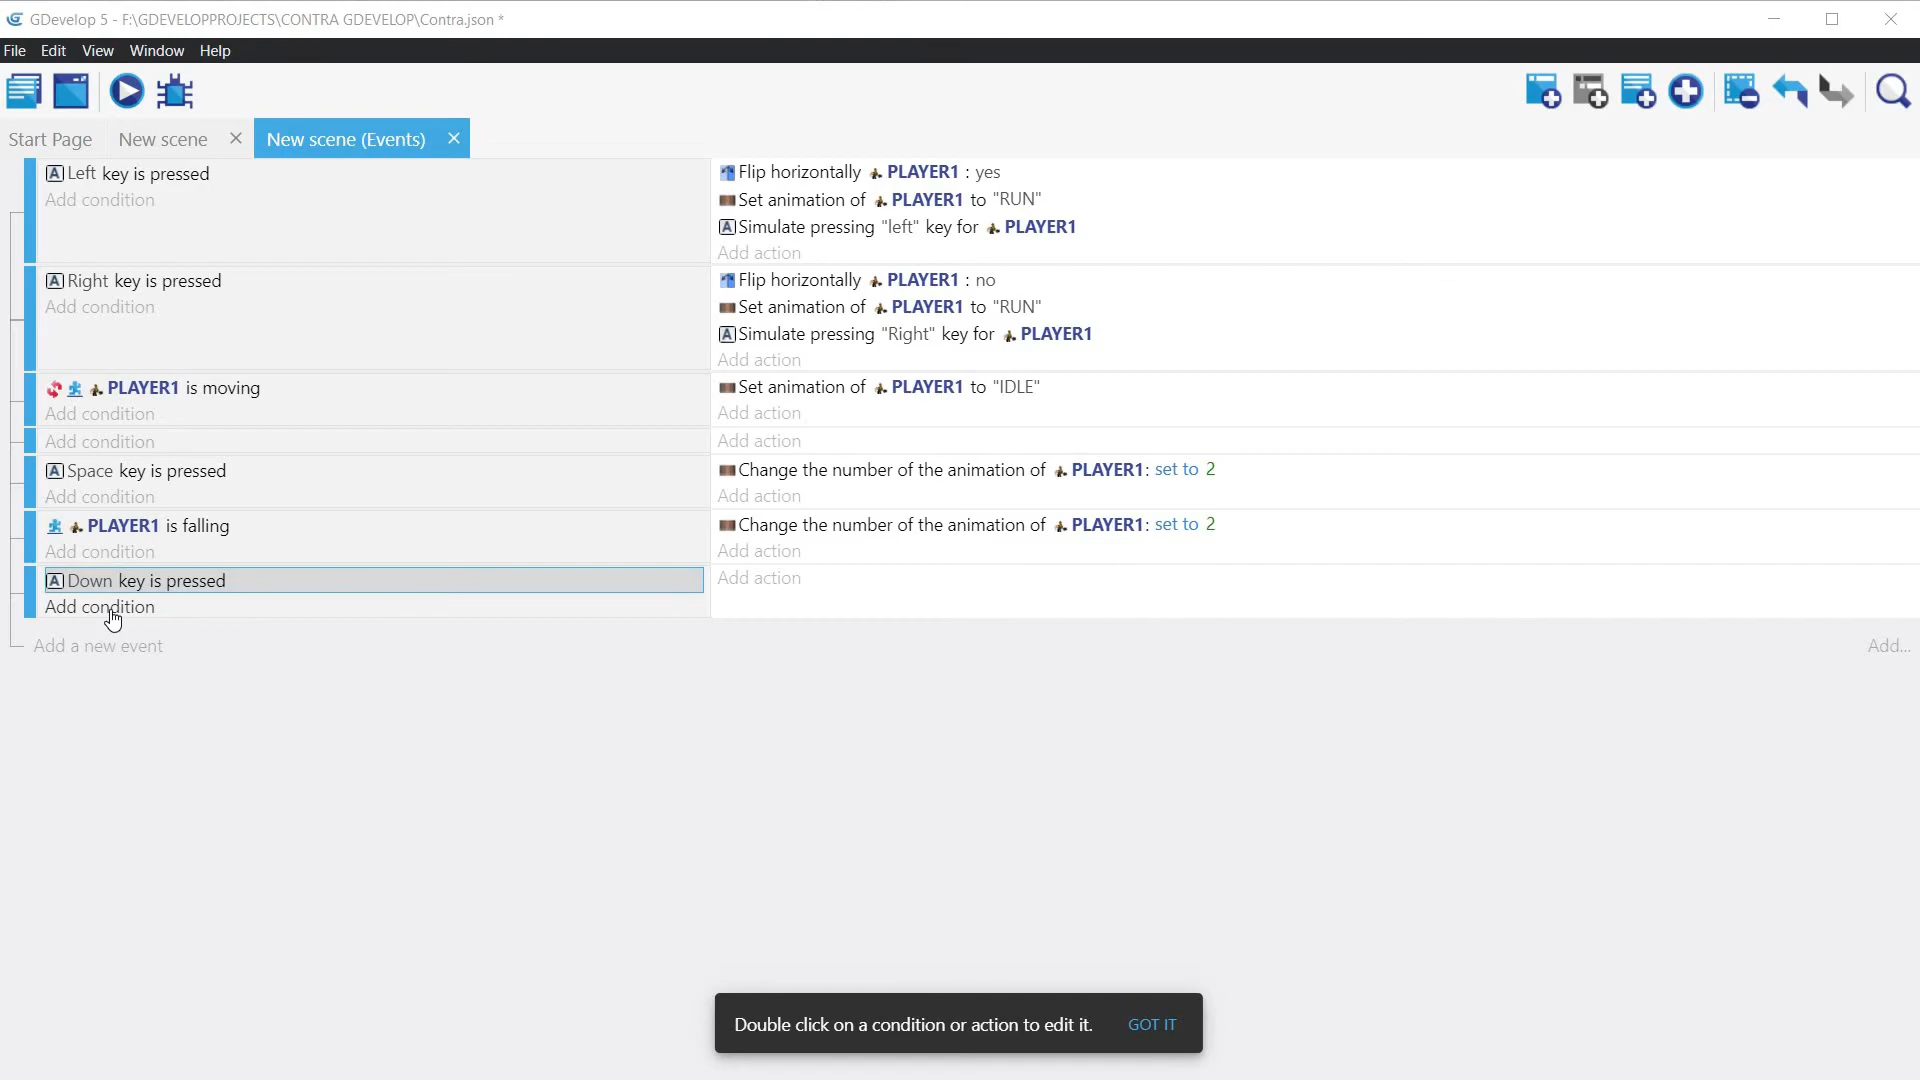 GDevelop 5 - F:\GDEVELOPPROJECTS\CONTRA GDEVELOP\Contra.json *
File Edit View Window Help
Start Page New scene New scene (Events)
Left key is pressed
Add condition
Flip horizontally PLAYER1 : yes
Set animation of PLAYER1 to "RUN"
Simulate pressing "left" key for PLAYER1
Add action
Right key is pressed
Add condition
Flip horizontally PLAYER1 : no
Set animation of PLAYER1 to "RUN"
Simulate pressing "Right" key for PLAYER1
Add action
PLAYER1 is moving
Add condition
Set animation of PLAYER1 to "IDLE"
Add action
Add condition
Add action
Space key is pressed
Add condition
Change the number of the animation of PLAYER1: set to 2
Add action
PLAYER1 is falling
Add condition
Change the number of the animation of PLAYER1: set to 2
Add action
Down key is pressed
Add condition
Add action
Add a new event Add...
Double click on a condition or action to edit it. GOT IT